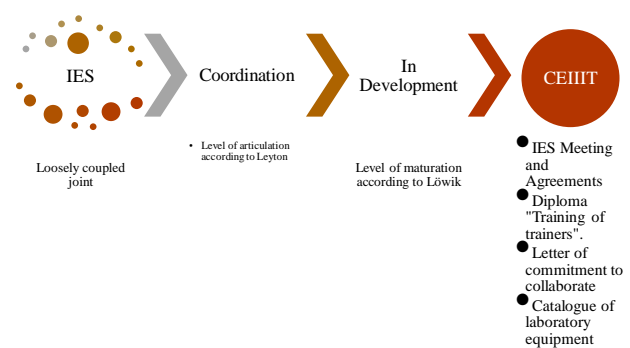 IES
Loosely coupled
joint
Coordination
• Level of articulation
according to Leyton
In
Development
Level of maturation
according to Löwik
CEIIIT
● IES Meeting
and
Agreements
● Diploma
"Training of
trainers".
● Letter of
commitment to
collaborate
● Catalogue of
laboratory
equipment